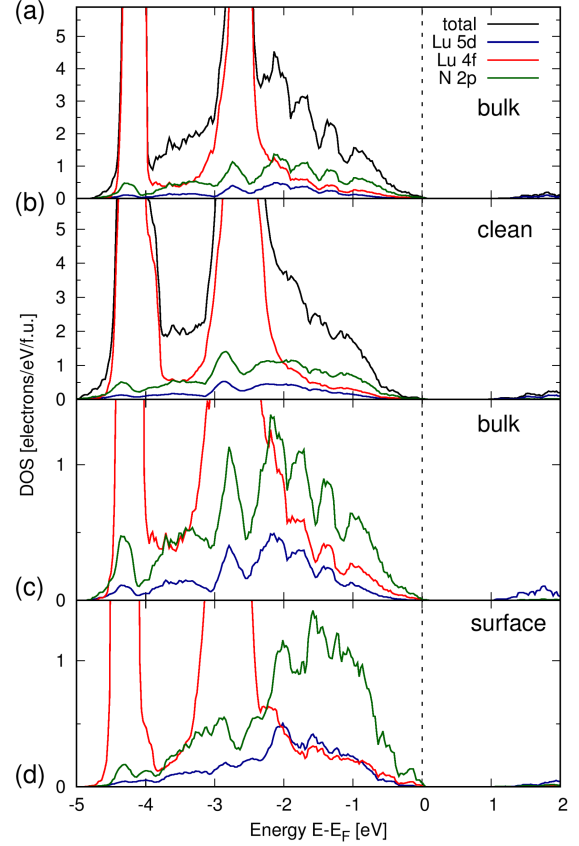 (a)
5
4
3
2
1
0
total
Lu 5d
Lu 4f
N 2p
bulk
(b)
5
4
3
2
1
0
clean
DOS [electrons/eV/f.u.]
bulk
1
0
(c)
surface
1
0
(d)
-5 -4 -3 -2 -1 0 1 2
Energy E-E_F [eV]